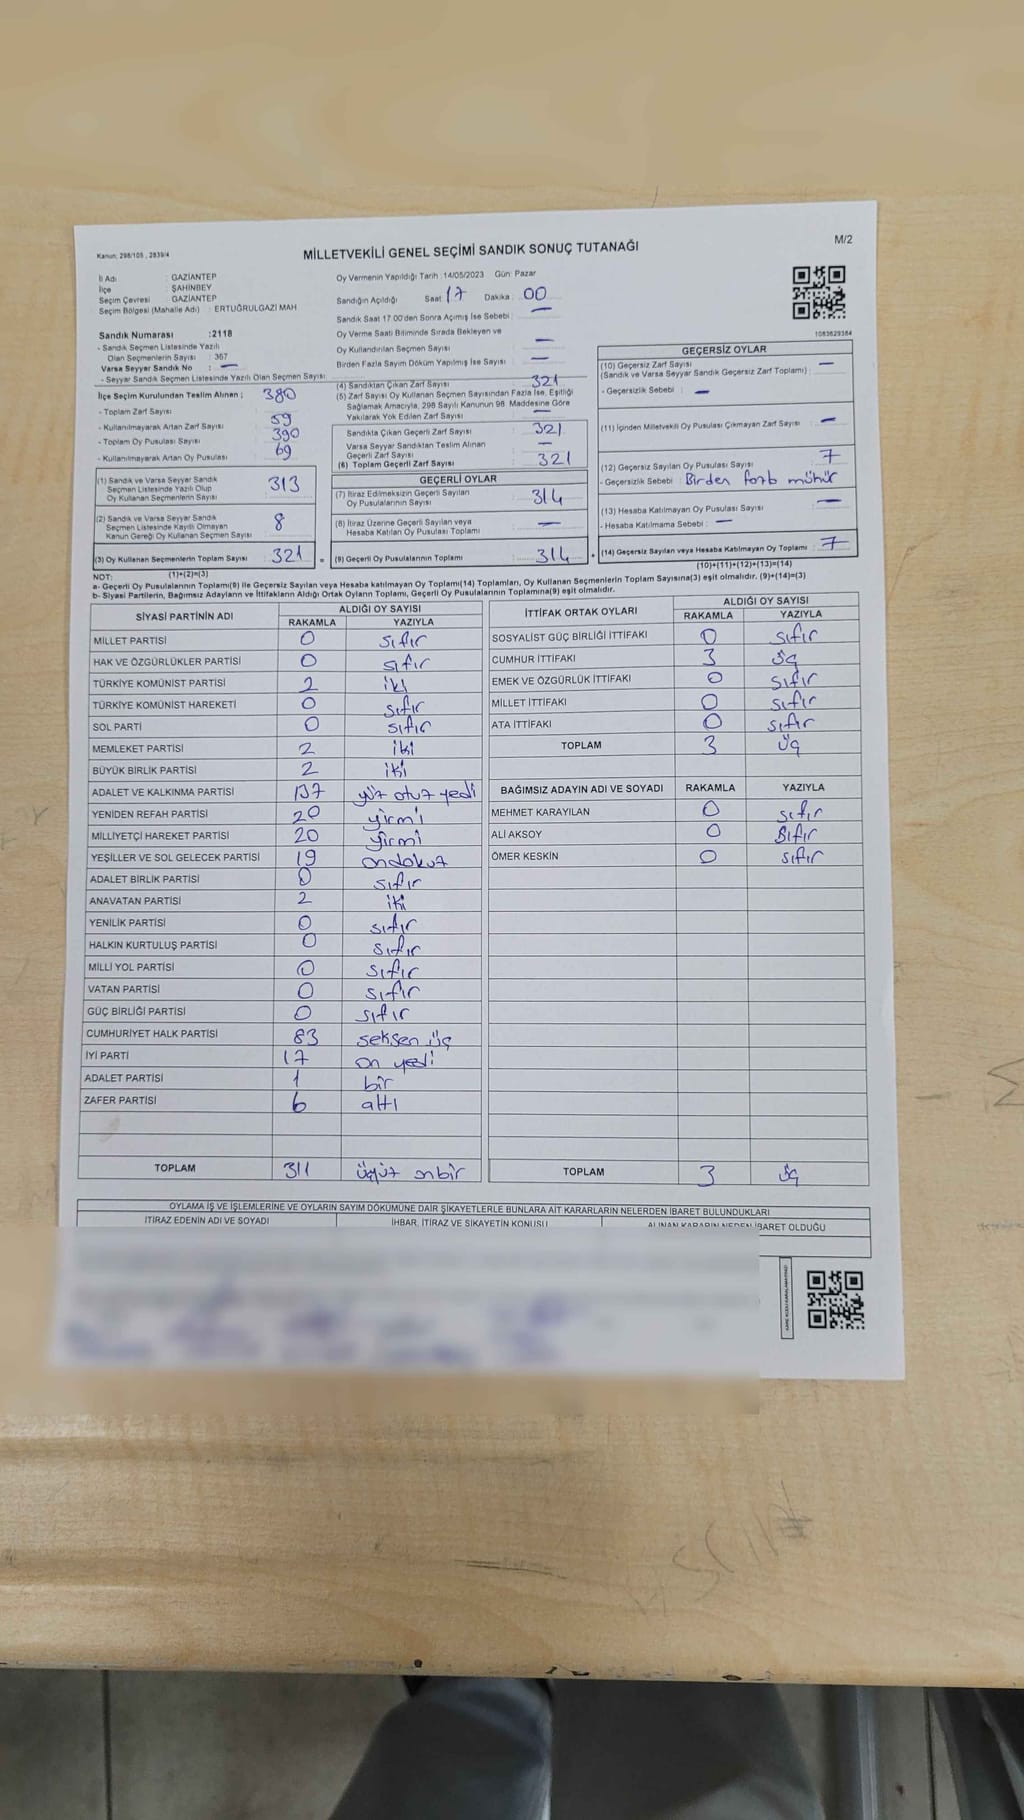 Kanun: 298/105 , 2839/4
MİLLETVEKİLİ GENEL SEÇİMİ SANDIK SONUÇ TUTANAĞI
M/2
İl Adı : GAZİANTEP
İlçe : ŞAHİNBEY
Seçim Çevresi : GAZİANTEP
Seçim Bölgesi (Mahalle Adı) : ERTUĞRULGAZİ MAH
Sandık Numarası :2118
- Sandık Seçmen Listesinde Yazılı
Olan Seçmenlerin Sayısı : 367
Varsa Seyyar Sandık No : —
- Seyyar Sandık Seçmen Listesinde Yazılı Olan Seçmen Sayısı
Oy Vermenin Yapıldığı Tarih :14/05/2023 Gün: Pazar
Sandığın Açıldığı Saat 17 Dakika : 00
Sandık Saat 17:00'den Sonra Açılmış İse Sebebi : —
Oy Verme Saati Bitiminde Sırada Bekleyen ve
Oy Kullandırılan Seçmen Sayısı —
Birden Fazla Sayım Döküm Yapılmış İse Sayısı —
1083629384
İlçe Seçim Kurulundan Teslim Alınan ; 380
- Toplam Zarf Sayısı
- Kullanılmayarak Artan Zarf Sayısı 59
- Toplam Oy Pusulası Sayısı 390
- Kullanılmayarak Artan Oy Pusulası 69
(4) Sandıktan Çıkan Zarf Sayısı 321
(5) Zarf Sayısı Oy Kullanan Seçmen Sayısından Fazla İse, Eşitliği
Sağlamak Amacıyla, 298 Sayılı Kanunun 98. Maddesine Göre
Yakılarak Yok Edilen Zarf Sayısı —
Sandıkta Çıkan Geçerli Zarf Sayısı 321
Varsa Seyyar Sandıktan Teslim Alınan
Geçerli Zarf Sayısı —
(6) Toplam Geçerli Zarf Sayısı 321
GEÇERSİZ OYLAR
(10) Geçersiz Zarf Sayısı
(Sandık ve Varsa Seyyar Sandık Geçersiz Zarf Toplamı) : —
- Geçersizlik Sebebi : —
(11) İçinden Milletvekili Oy Pusulası Çıkmayan Zarf Sayısı —
(12) Geçersiz Sayılan Oy Pusulası Sayısı 7
- Geçersizlik Sebebi : Birden fazla mühür
(13) Hesaba Katılmayan Oy Pusulası Sayısı —
- Hesaba Katılmama Sebebi : —
(14) Geçersiz Sayılan veya Hesaba Katılmayan Oy Toplamı 7
(10)+(11)+(12)+(13)=(14)
(1) Sandık ve Varsa Seyyar Sandık
Seçmen Listesinde Yazılı Olup
Oy Kullanan Seçmenlerin Sayısı 313
(2) Sandık ve Varsa Seyyar Sandık
Seçmen Listesinde Kayıtlı Olmayan
Kanun Gereği Oy Kullanan Seçmen Sayısı 8
(3) Oy Kullanan Seçmenlerin Toplam Sayısı 321 =
(1)+(2)=(3)
GEÇERLİ OYLAR
(7) İtiraz Edilmeksizin Geçerli Sayılan
Oy Pusulalarının Sayısı 314
(8) İtiraz Üzerine Geçerli Sayılan veya
Hesaba Katılan Oy Pusulası Toplamı —
(9) Geçerli Oy Pusulalarının Toplamı 314 +
NOT:
a- Geçerli Oy Pusulalarının Toplamı(9) ile Geçersiz Sayılan veya Hesaba katılmayan Oy Toplamı(14) Toplamları, Oy Kullanan Seçmenlerin Toplam Sayısına(3) eşit olmalıdır. (9)+(14)=(3)
b- Siyasi Partilerin, Bağımsız Adayların ve İttifakların Aldığı Ortak Oyların Toplamı, Geçerli Oy Pusulalarının Toplamına(9) eşit olmalıdır.
SİYASİ PARTİNİN ADI ALDIĞI OY SAYISI
RAKAMLA YAZIYLA
MİLLET PARTİSİ 0 sıfır
HAK VE ÖZGÜRLÜKLER PARTİSİ 0 sıfır
TÜRKİYE KOMÜNİST PARTİSİ 2 iki
TÜRKİYE KOMÜNİST HAREKETİ 0 sıfır
SOL PARTİ 0 sıfır
MEMLEKET PARTİSİ 2 iki
BÜYÜK BİRLİK PARTİSİ 2 iki
ADALET VE KALKINMA PARTİSİ 137 yüz otuz yedi
YENİDEN REFAH PARTİSİ 20 yirmi
MİLLİYETÇİ HAREKET PARTİSİ 20 yirmi
YEŞİLLER VE SOL GELECEK PARTİSİ 19 ondokuz
ADALET BİRLİK PARTİSİ 0 sıfır
ANAVATAN PARTİSİ 2 iki
YENİLİK PARTİSİ 0 sıfır
HALKIN KURTULUŞ PARTİSİ 0 sıfır
MİLLİ YOL PARTİSİ 0 sıfır
VATAN PARTİSİ 0 sıfır
GÜÇ BİRLİĞİ PARTİSİ 0 sıfır
CUMHURİYET HALK PARTİSİ 83 seksen üç
İYİ PARTİ 17 on yedi
ADALET PARTİSİ 1 bir
ZAFER PARTİSİ 6 altı
TOPLAM 311 üçyüz onbir
İTTİFAK ORTAK OYLARI ALDIĞI OY SAYISI
RAKAMLA YAZIYLA
SOSYALİST GÜÇ BİRLİĞİ İTTİFAKI 0 sıfır
CUMHUR İTTİFAKI 3 üç
EMEK VE ÖZGÜRLÜK İTTİFAKI 0 sıfır
MİLLET İTTİFAKI 0 sıfır
ATA İTTİFAKI 0 sıfır
TOPLAM 3 üç
BAĞIMSIZ ADAYIN ADI VE SOYADI RAKAMLA YAZIYLA
MEHMET KARAYILAN 0 sıfır
ALİ AKSOY 0 sıfır
ÖMER KESKİN 0 sıfır
TOPLAM 3 üç
OYLAMA İŞ VE İŞLEMLERİNE VE OYLARIN SAYIM DÖKÜMÜNE DAİR ŞİKAYETLERLE BUNLARA AİT KARARLARIN NELERDEN İBARET BULUNDUKLARI
İTİRAZ EDENİN ADI VE SOYADI İHBAR, İTİRAZ VE ŞİKAYETİN KONUSU ALINAN KARARIN NEDEN İBARET OLDUĞU